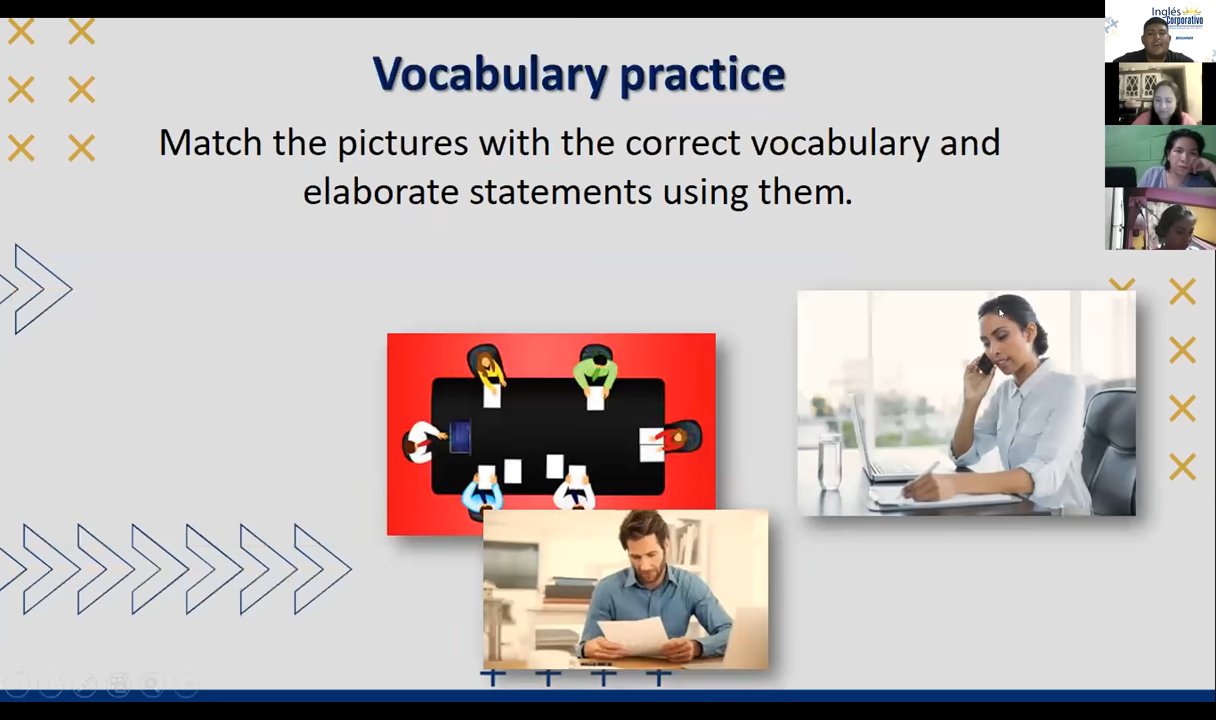 Vocabulary practice
Match the pictures with the correct vocabulary and
elaborate statements using them.
Inglés
Corporativo
BEGINNER